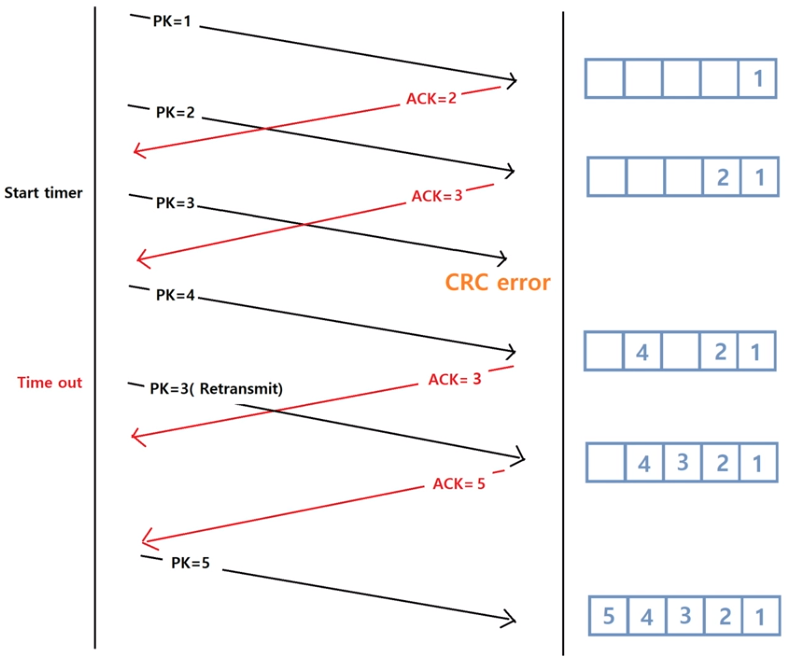 PK=1
1
ACK=2
PK=2
2 1
Start timer
ACK=3
PK=3
CRC error
PK=4
4 2 1
Time out
ACK= 3
PK=3( Retransmit)
4 3 2 1
ACK= 5
PK=5
5 4 3 2 1